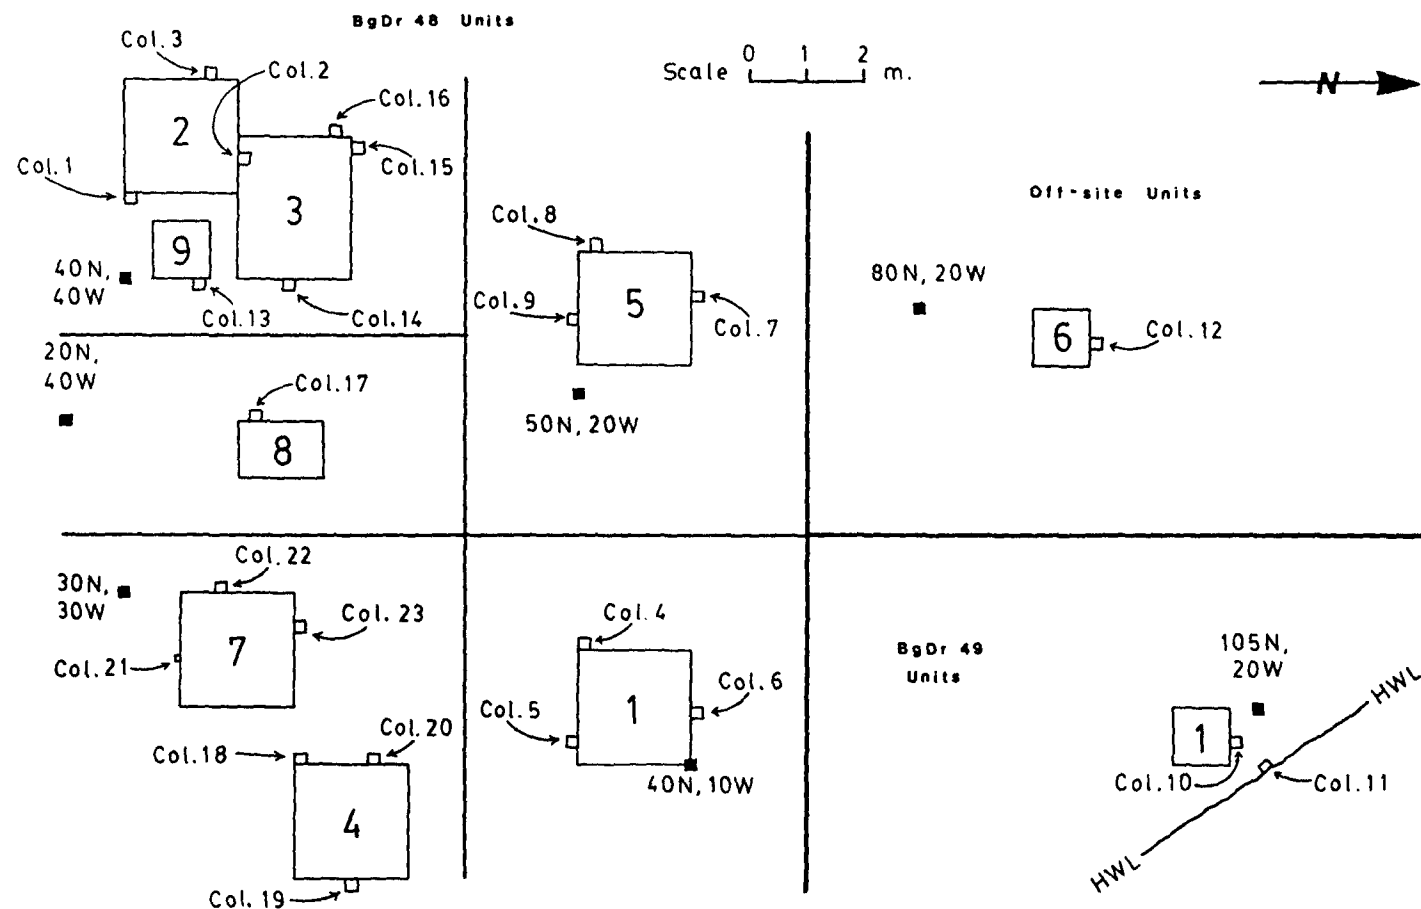 BgDr 48 Units
Col.3
Col.2
Scale
0 1 2
m.
N
Col.16
2
Col.15
Col.1
3
Off-site Units
9
Col.8
40N,
40W
80N, 20W
Col.9
5
Col.13
Col.14
Col.7
6
Col.12
20N,
40W
Col.17
50N, 20W
8
Col.22
30N,
30W
Col.23
Col. 4
7
BgDr 49
Units
105N,
20W
Col.21
Col.6
HWL
Col.5
1
Col.20
1
Col.18
40N,10W
Col.10
Col.11
4
HWL
Col.19